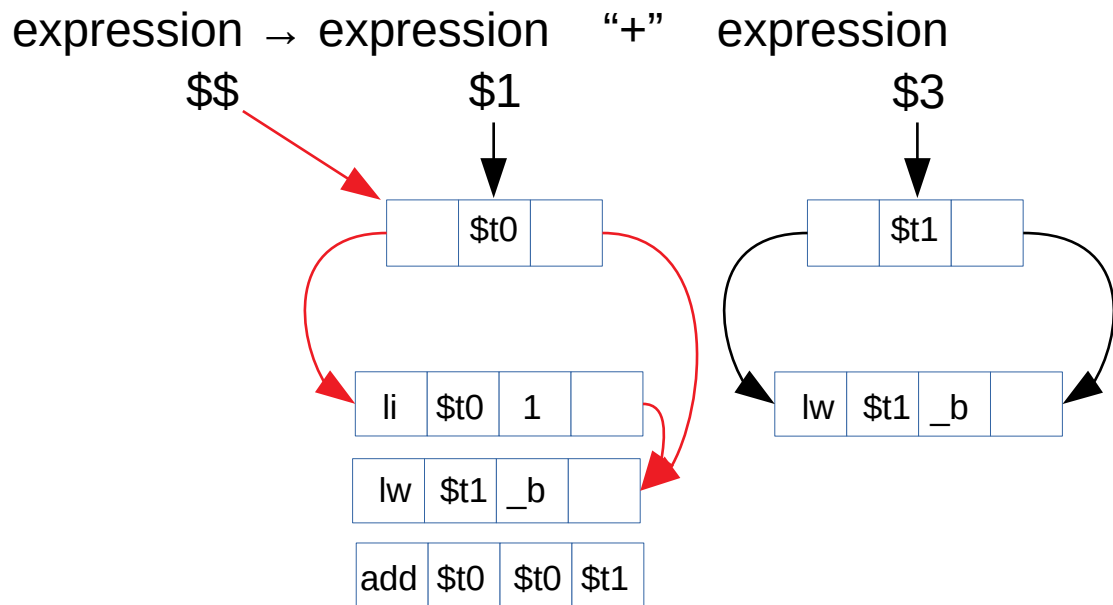 expression → expression “+” expression
$$ $1 $3
$t0 $t1
li $t0 1 lw $t1 _b
lw $t1 _b
add $t0 $t0 $t1